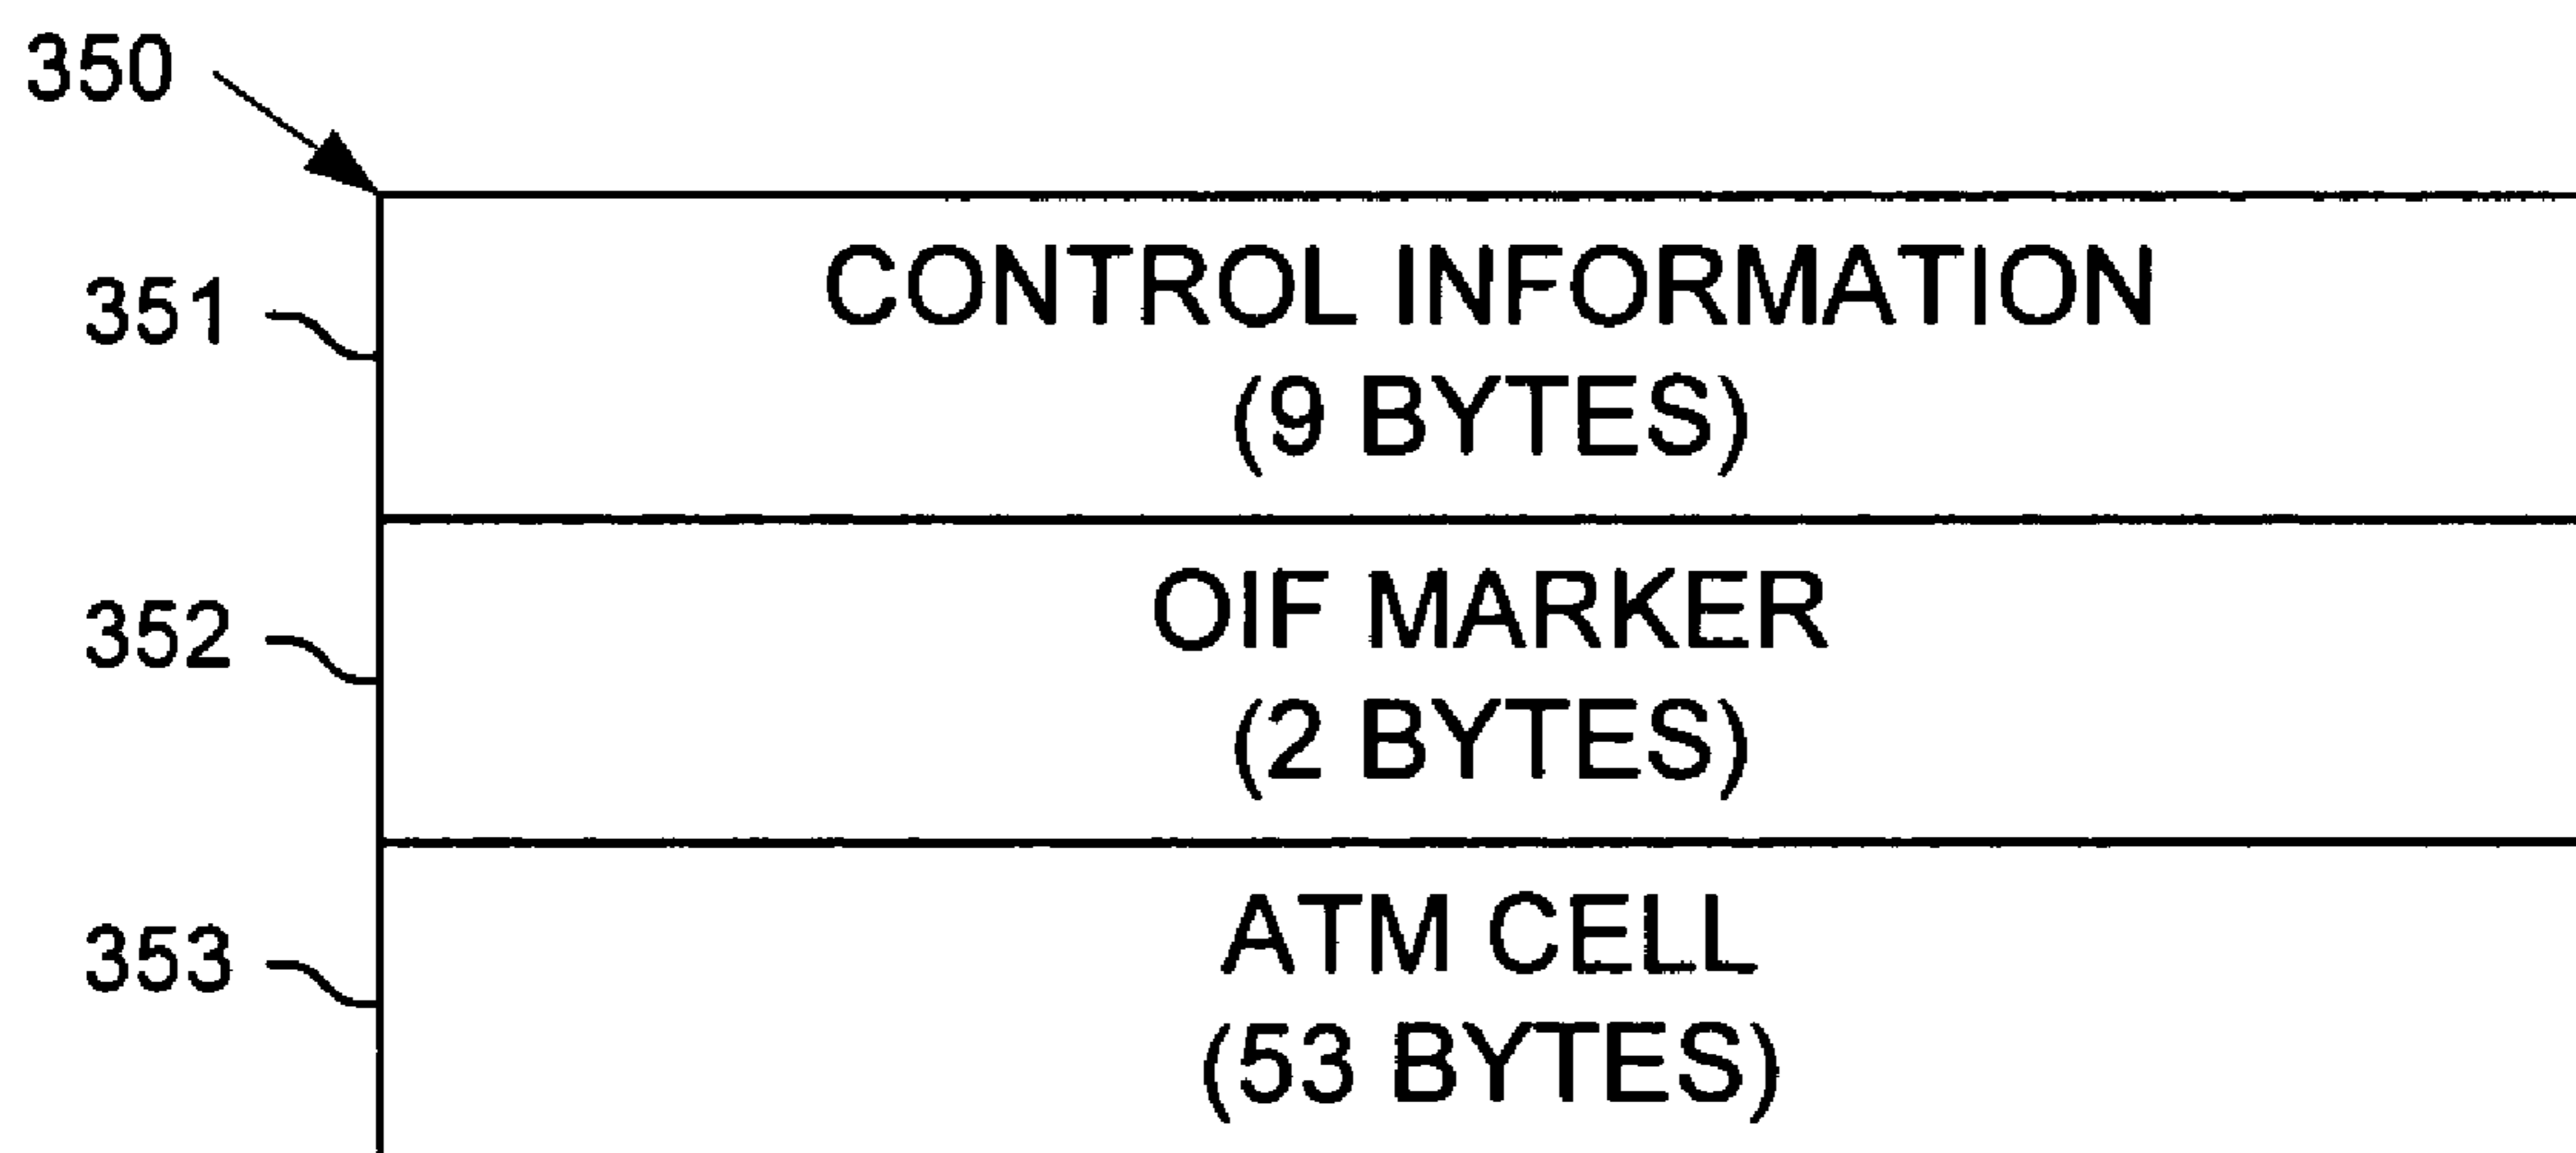 350
351
CONTROL INFORMATION
(9 BYTES)
352
OIF MARKER
(2 BYTES)
353
ATM CELL
(53 BYTES)